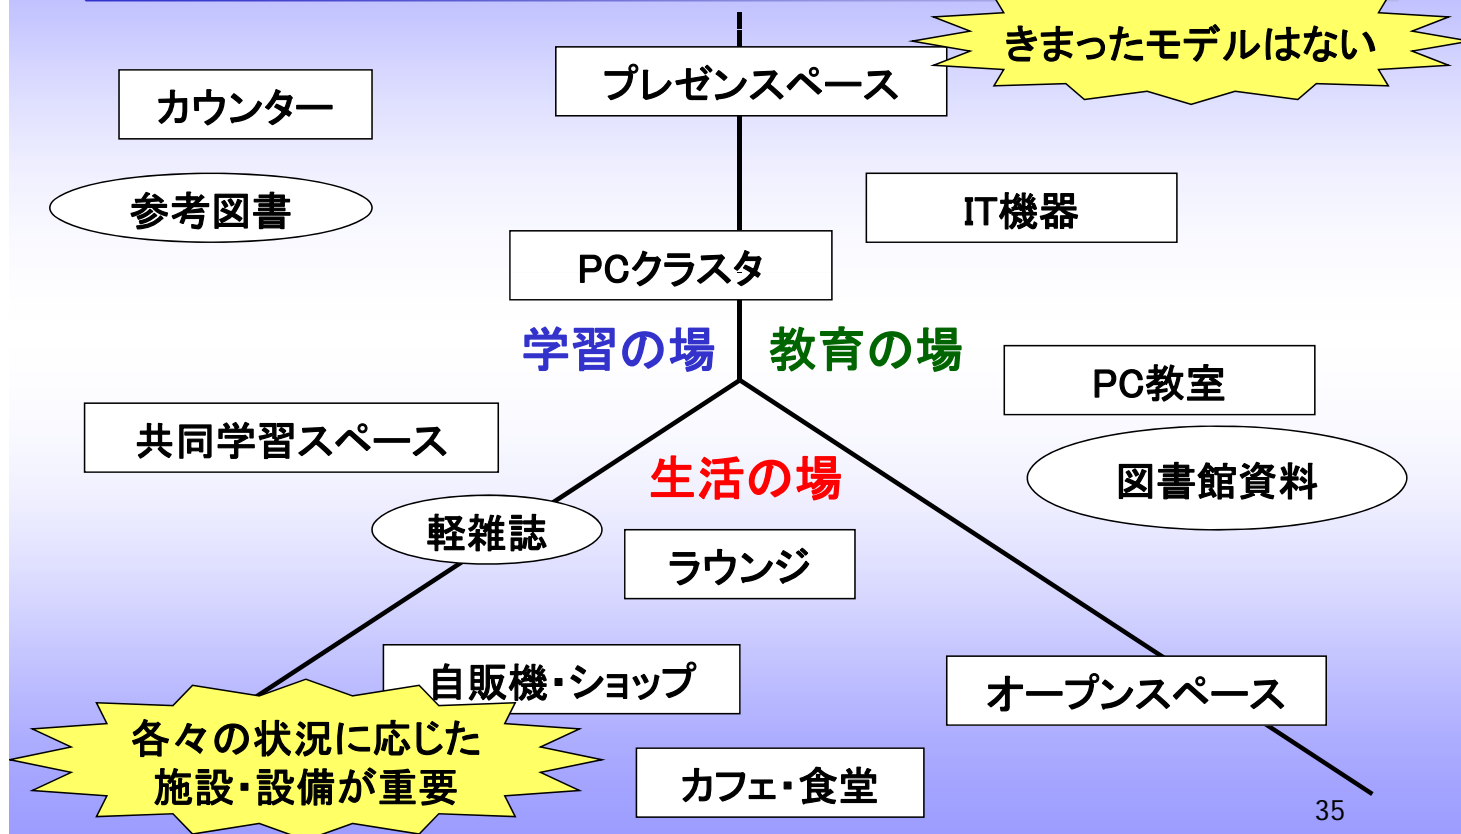 きまったモデルはない
プレゼンスペース
カウンター
参考図書
IT機器
PCクラスタ
学習の場
教育の場
PC教室
共同学習スペース
生活の場
図書館資料
軽雑誌
ラウンジ
自販機・ショップ
オープンスペース
各々の状況に応じた
施設・設備が重要
カフェ・食堂
35